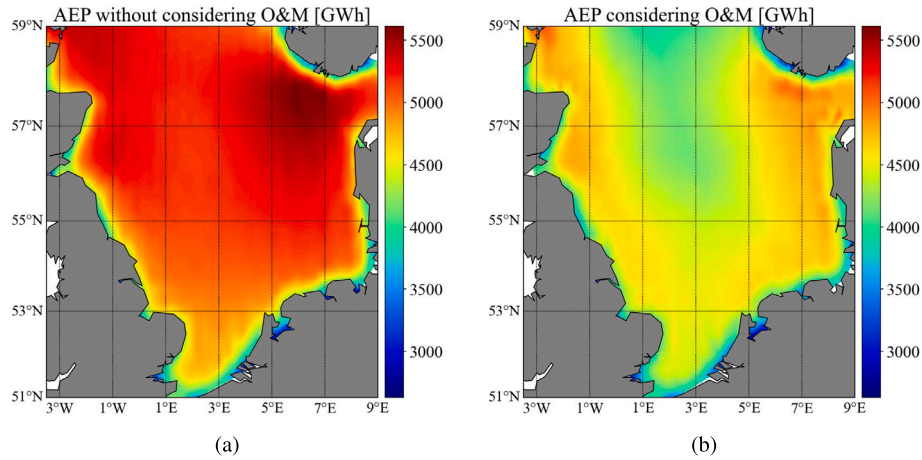 AEP without considering O&M [GWh]
59°N
57°N
55°N
53°N
51°N
3°W
1°W
1°E
3°E
5°E
7°E
9°E
5500
5000
4500
4000
3500
3000
(a)
AEP considering O&M [GWh]
59°N
57°N
55°N
53°N
51°N
3°W
1°W
1°E
3°E
5°E
7°E
9°E
5500
5000
4500
4000
3500
3000
(b)